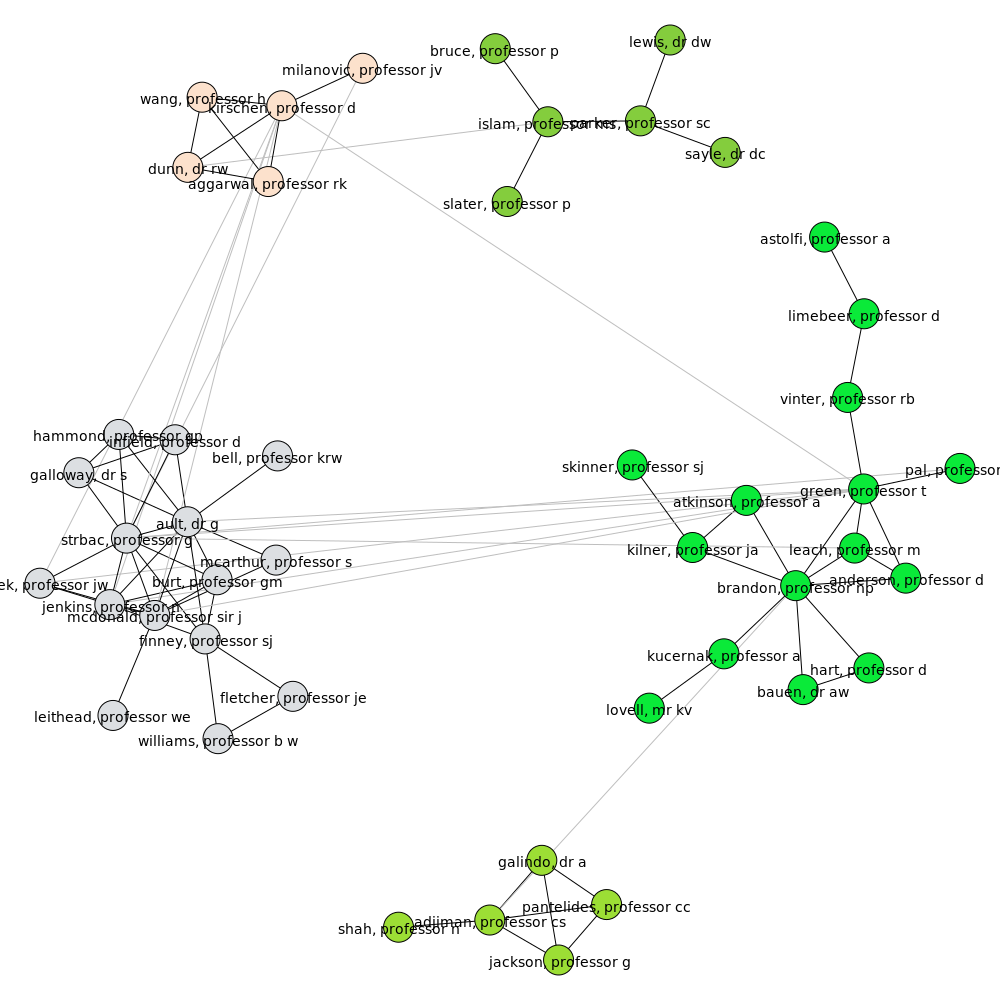 lewis, dr dw
bruce, professor p
milanovic, professor jv
wang, professor h
kirschen, professor d
islam, professor kns
parker, professor sc
sayle, dr dc
dunn, dr rw
aggarwal, professor rk
slater, professor p
astolfi, professor a
limebeer, professor d
vinter, professor rb
hammond, professor gp
infield, professor d
bell, professor krw
galloway, dr s
skinner, professor sj
pal, professor
green, professor t
atkinson, professor a
ault, dr g
strbac, professor g
kilner, professor ja
leach, professor m
mcarthur, professor s
burt, professor gm
anderson, professor d
ek, professor jw
brandon, professor np
jenkins, professor n
mcdonald, professor sir j
finney, professor sj
kucernak, professor a
hart, professor d
bauen, dr aw
fletcher, professor je
lovell, mr kv
leithead, professor we
williams, professor b w
galindo, dr a
pantelides, professor cc
adjiman, professor cs
shah, professor n
jackson, professor g